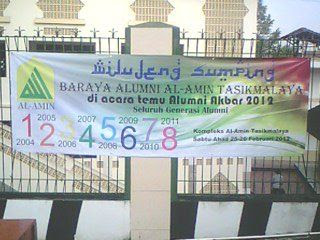 Wilujeng Sumping
BARAYA ALUMNI AL-AMIN TASIKMALAYA
di acara temu Alumni Akbar 2012
Seluruh Generasi Alumni
AL-AMIN
2005 2007 2009 2011
1 2 3 4 5 6 7 8
2004 2006 2008 2010
Kompleks Al-Amin Tasikmalaya
Sabtu Ahad 25-26 Februari 2012